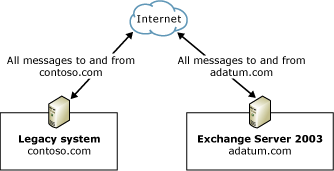 Internet
All messages to and from
contoso.com
All messages to and from
adatum.com
Legacy system
contoso.com
Exchange Server 2003
adatum.com